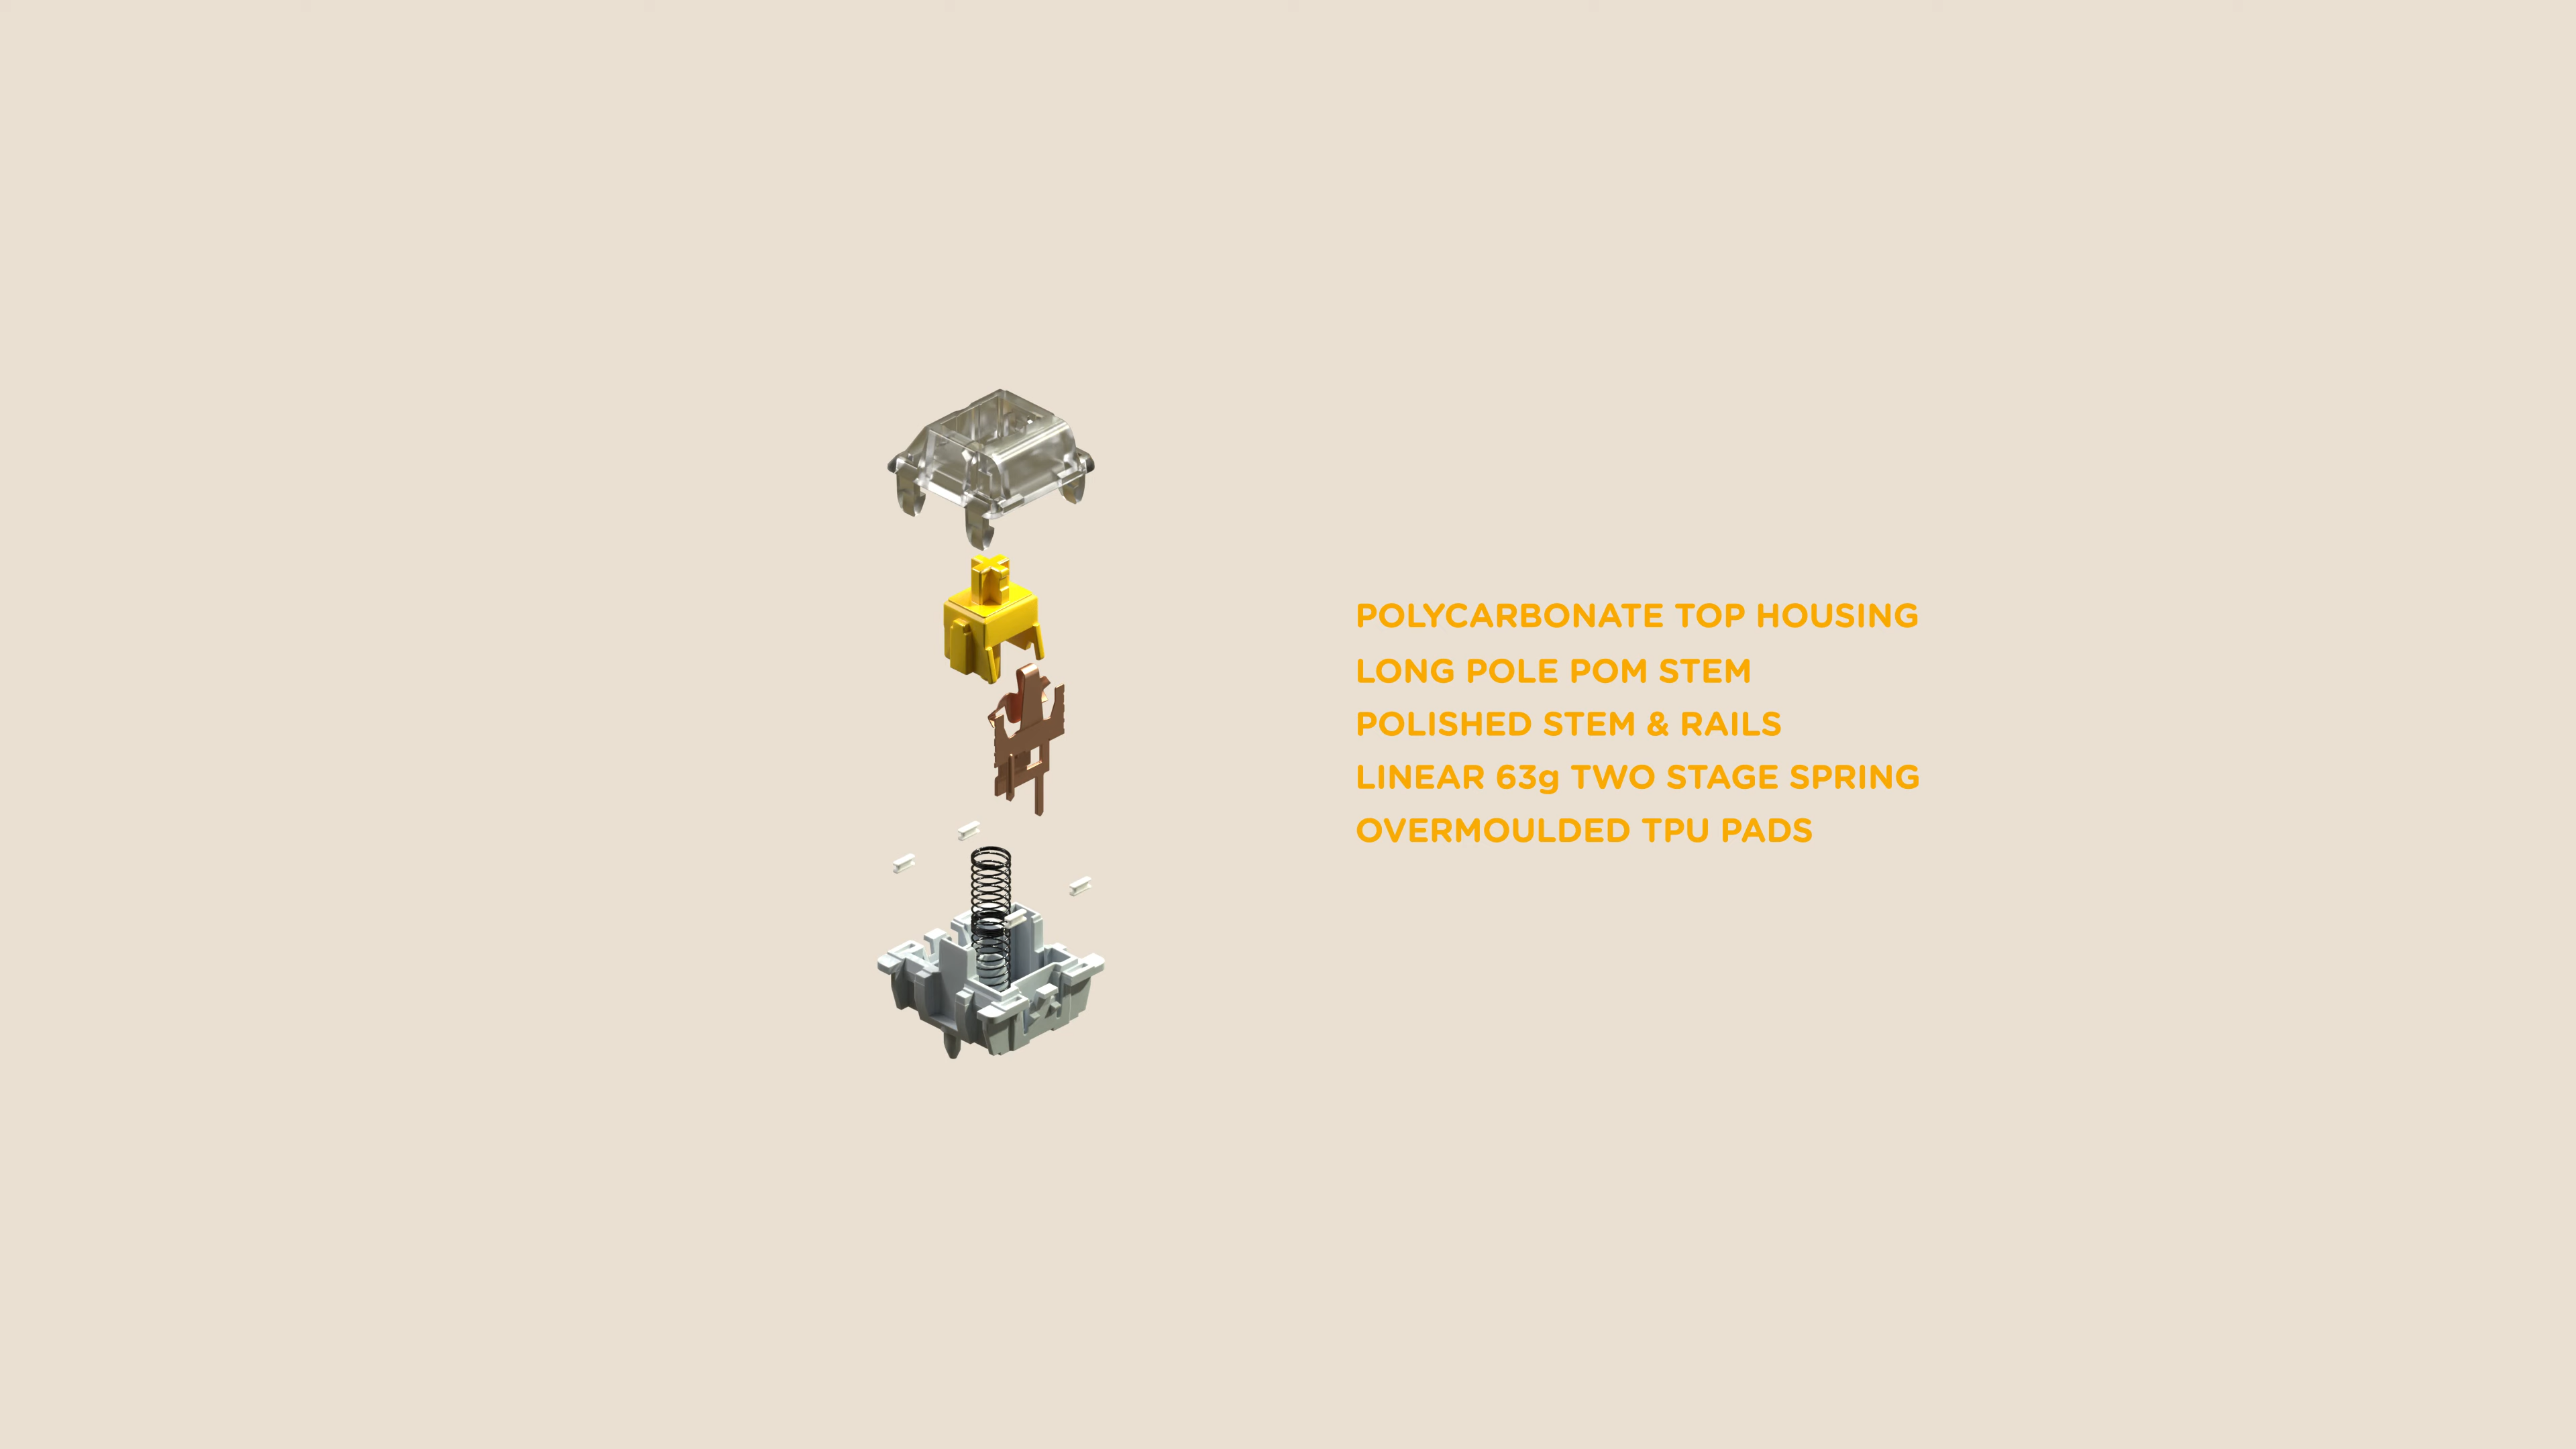 POLYCARBONATE TOP HOUSING
LONG POLE POM STEM
POLISHED STEM & RAILS
LINEAR 63g TWO STAGE SPRING
OVERMOULDED TPU PADS